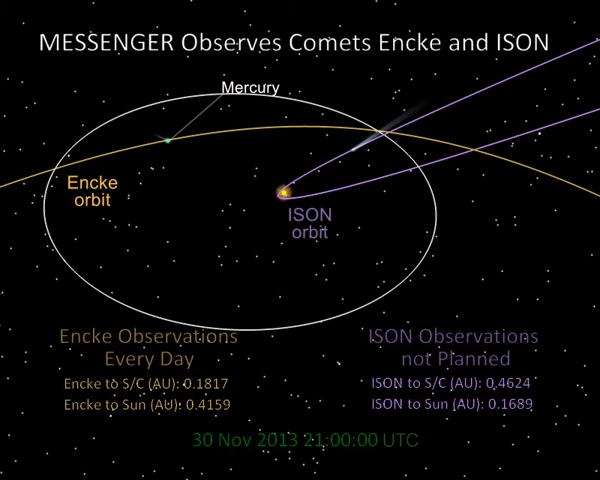 MESSENGER Observes Comets Encke and ISON
Mercury
Encke
orbit
ISON
orbit
Encke Observations
Every Day
Encke to S/C (AU): 0.1817
Encke to Sun (AU): 0.4159
ISON Observations
not Planned
ISON to S/C (AU): 0.4624
ISON to Sun (AU): 0.1689
30 Nov 2013 21:00:00 UTC